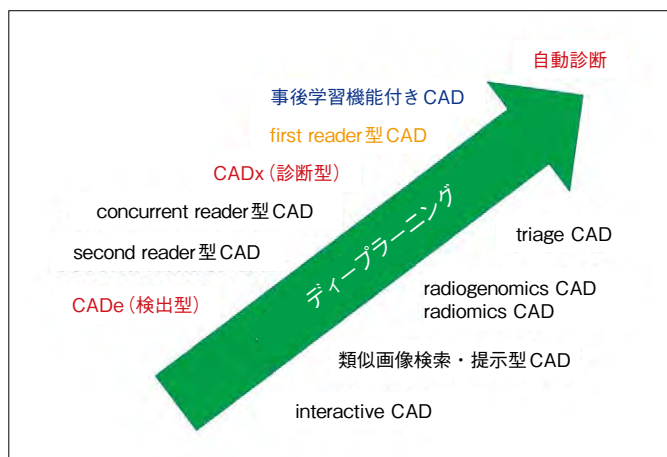 自動診断
事後学習機能付きCAD
first reader型CAD
CADx（診断型）
concurrent reader型CAD
second reader型CAD
CADe（検出型）
ディープラーニング
triage CAD
radiogenomics CAD
radiomics CAD
類似画像検索・提示型CAD
interactive CAD